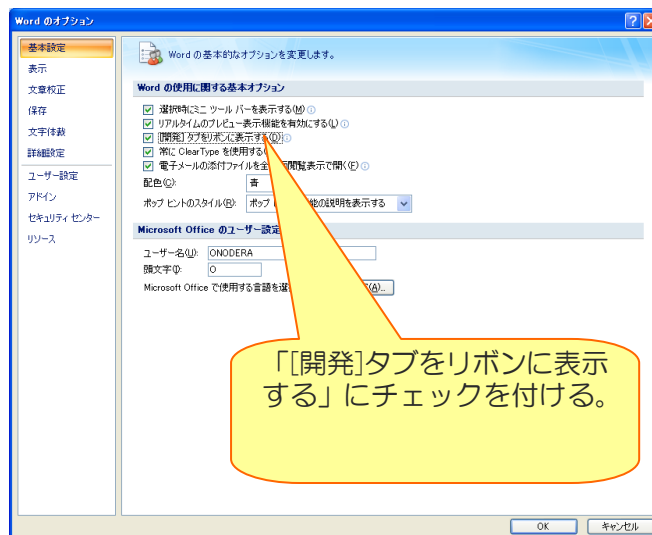 Word のオプション
基本設定
表示
文章校正
保存
文字体裁
詳細設定
ユーザー設定
アドイン
セキュリティ センター
リソース
Word の基本的なオプションを変更します。
Word の使用に関する基本オプション
選択時にミニ ツール バーを表示する(M)
リアルタイムのプレビュー表示機能を有効にする(L)
[開発] タブをリボンに表示する(D)
常に ClearType を使用する
電子メールの添付ファイルを全 閲覧表示で開く(F)
配色(C): 青
ポップ ヒントのスタイル(R): ポップ 能の説明を表示する
Microsoft Office のユーザー設定
ユーザー名(U): ONODERA
頭文字(I): O
Microsoft Office で使用する言語を選 (A)...
「[開発]タブをリボンに表示
する」にチェックを付ける。
OK キャンセル